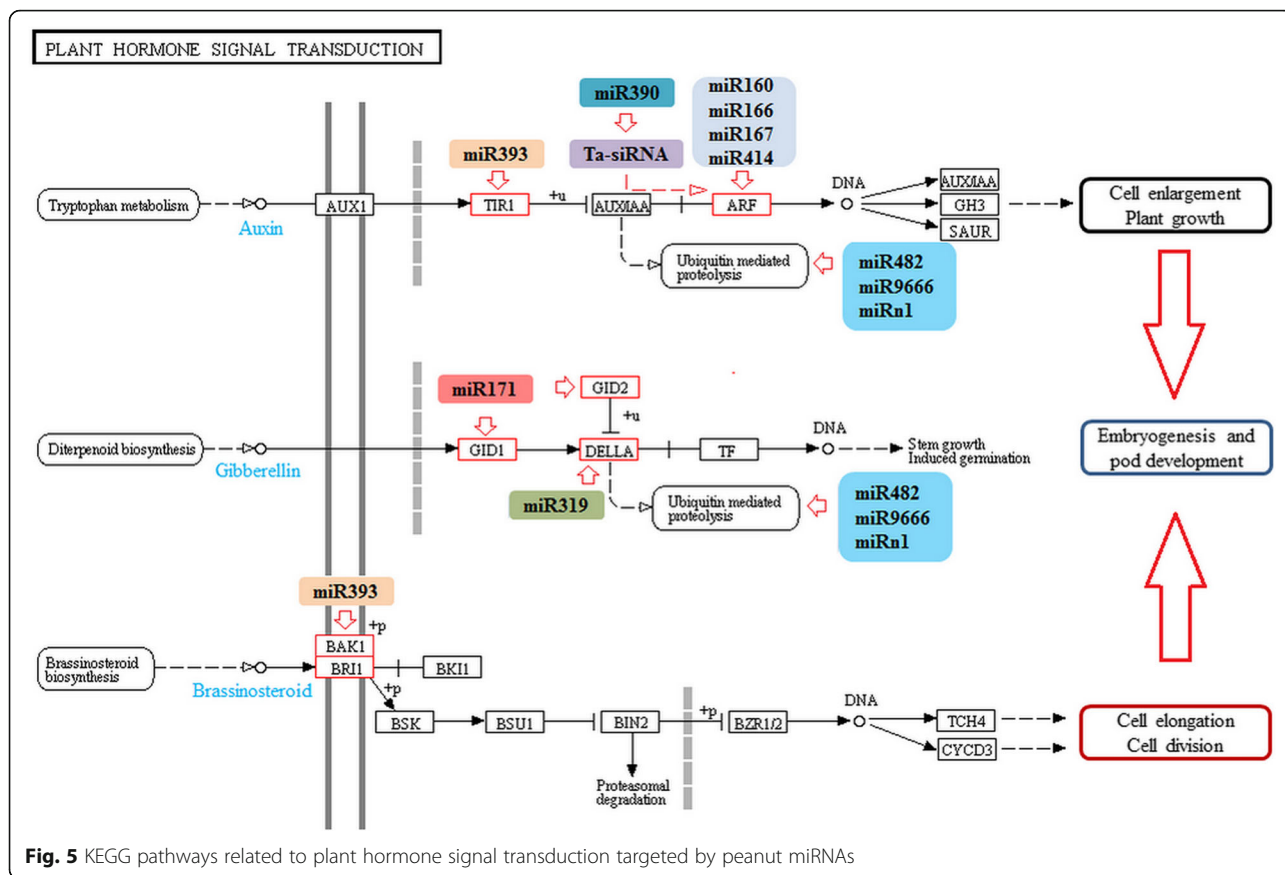 PLANT HORMONE SIGNAL TRANSDUCTION
miR390
miR160
miR166
miR167
miR414
miR393
Ta-siRNA
DNA
Tryptophan metabolism
Auxin
AUX1
TIR1
+u
AUX/IAA
ARF
AUX/IAA
GH3
SAUR
Cell enlargement
Plant growth
Ubiquitin mediated
proteolysis
miR482
miR9666
miRn1
miR171
GID2
+u
Diterpenoid biosynthesis
Gibberellin
GID1
DELLA
TF
DNA
Stem growth
Induced germination
Embryogenesis and
pod development
miR319
Ubiquitin mediated
proteolysis
miR482
miR9666
miRn1
miR393
+p
BAK1
Brassinosteroid
biosynthesis
Brassinosteroid
BRI1
BKI1
+p
BSK
BSU1
BIN2
+p
BZR1/2
DNA
TCH4
CYCD3
Cell elongation
Cell division
Proteasomal
degradation
Fig. 5 KEGG pathways related to plant hormone signal transduction targeted by peanut miRNAs